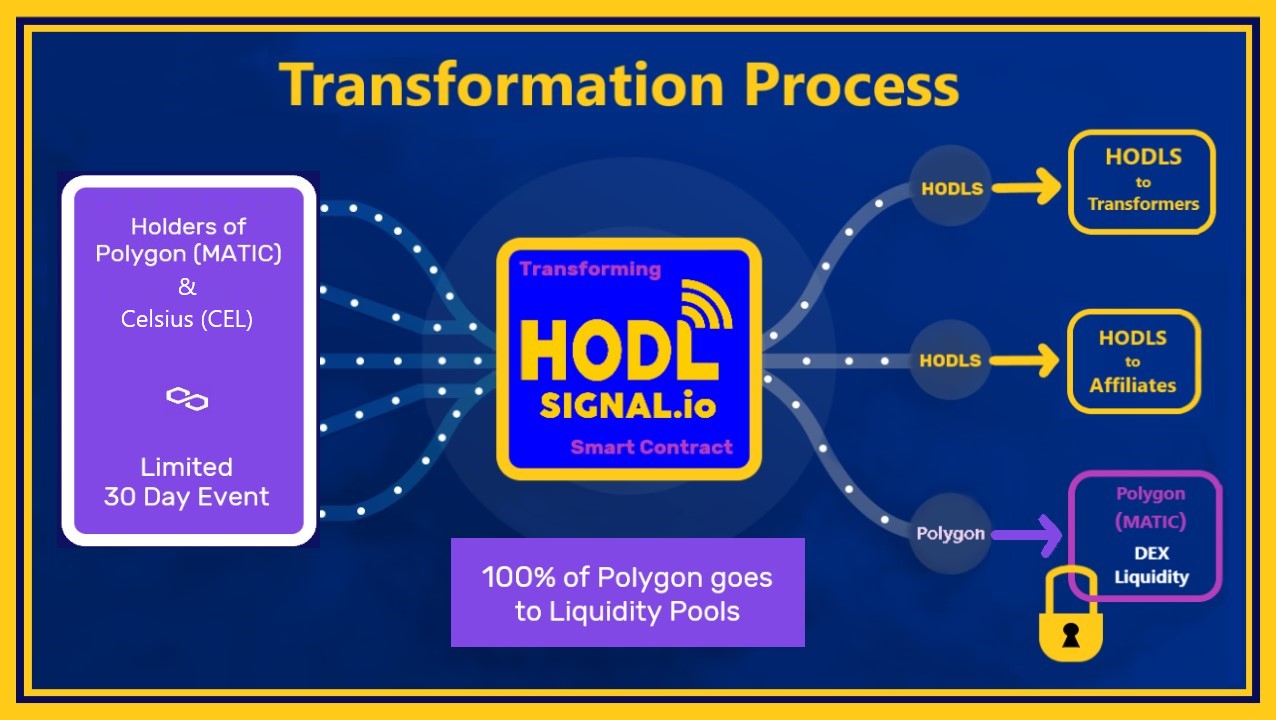 Transformation Process
Holders of
Polygon (MATIC)
&
Celsius (CEL)
Limited
30 Day Event
Transforming
HODL
SIGNAL.io
Smart Contract
100% of Polygon goes
to Liquidity Pools
HODLS
HODLS
to
Transformers
HODLS
HODLS
to
Affiliates
Polygon
Polygon
(MATIC)
DEX
Liquidity